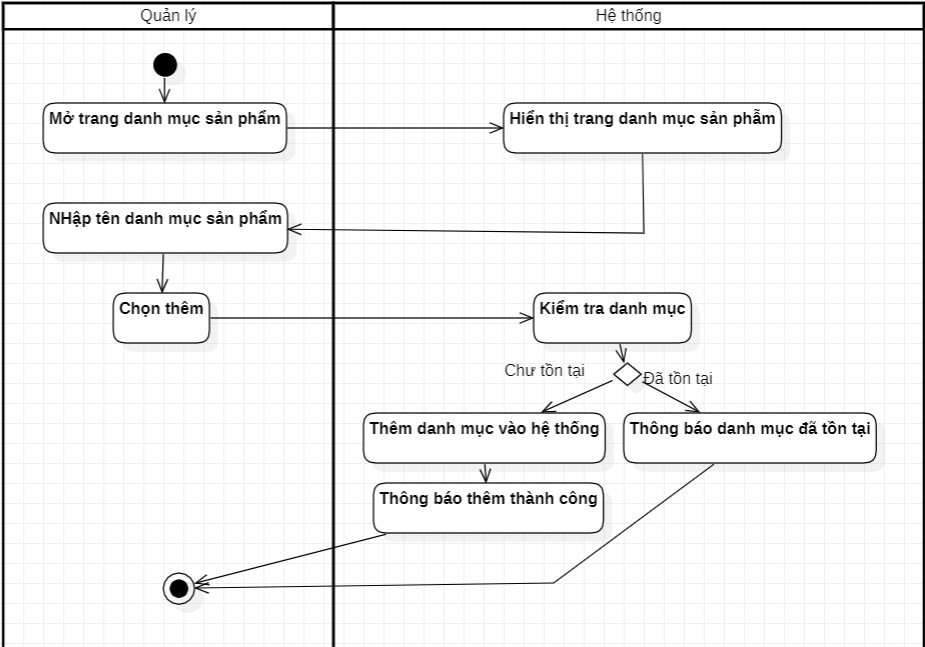 Quản lý
Hệ thống
Mở trang danh mục sản phẩm
Hiển thị trang danh mục sản phẫm
NHập tên danh mục sản phẩm
Chọn thêm
Kiểm tra danh mục
Chư tồn tại
Đã tồn tại
Thêm danh mục vào hệ thống
Thông báo danh mục đã tồn tại
Thông báo thêm thành công